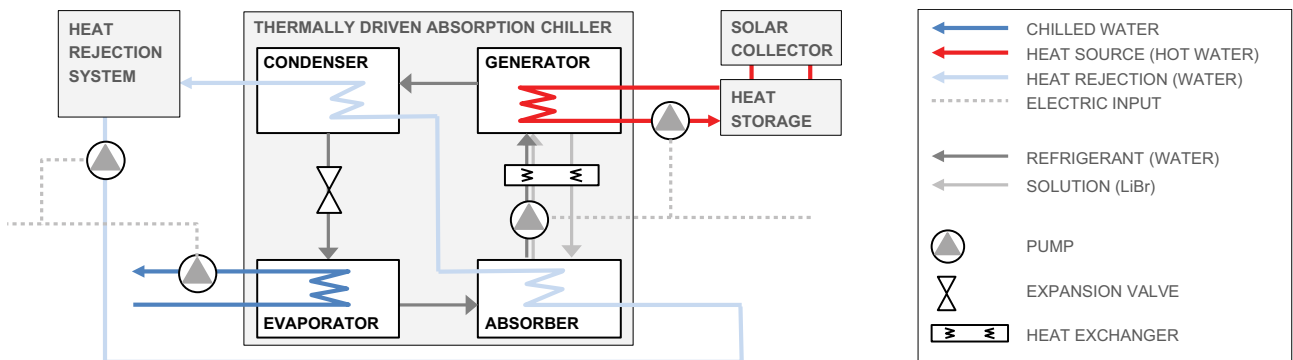 HEAT
REJECTION
SYSTEM
THERMALLY DRIVEN ABSORPTION CHILLER
CONDENSER
GENERATOR
SOLAR
COLLECTOR
HEAT
STORAGE
EVAPORATOR
ABSORBER
CHILLED WATER
HEAT SOURCE (HOT WATER)
HEAT REJECTION (WATER)
ELECTRIC INPUT
REFRIGERANT (WATER)
SOLUTION (LiBr)
PUMP
EXPANSION VALVE
HEAT EXCHANGER